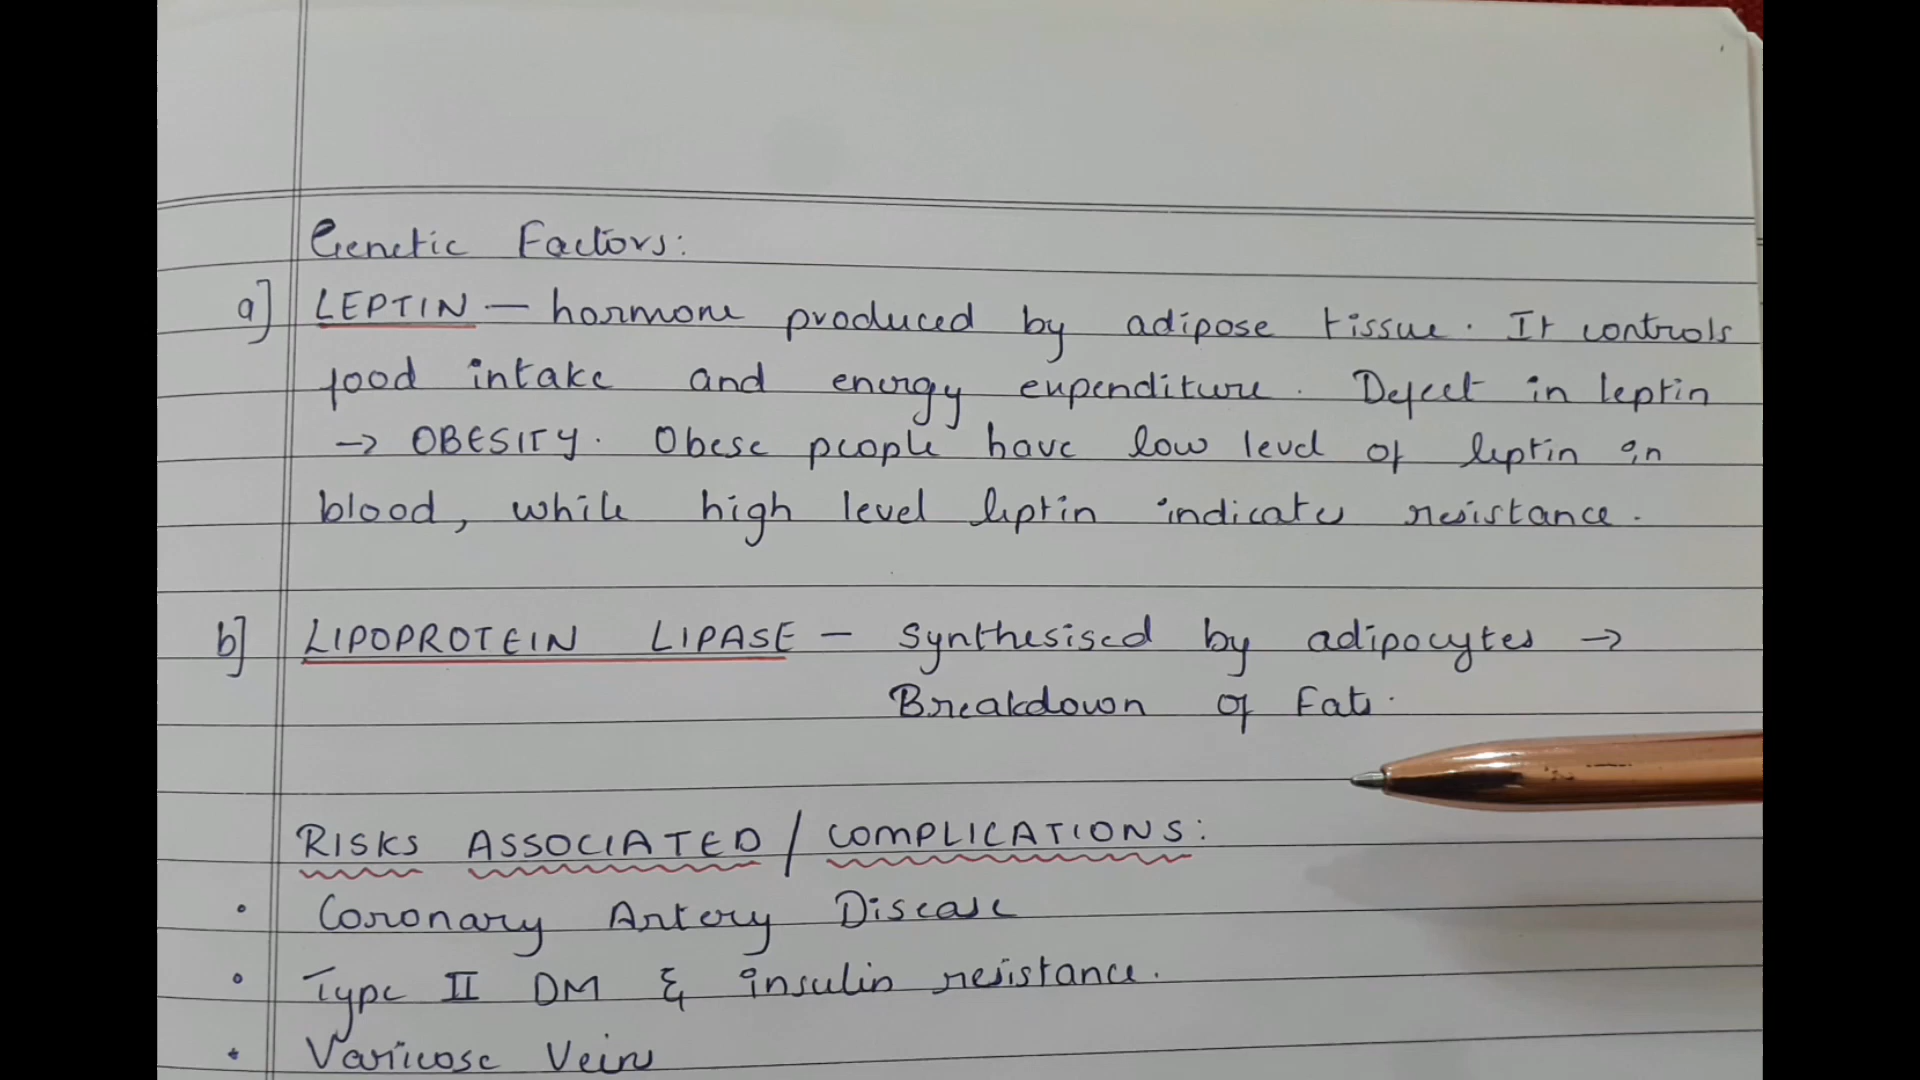 Genetic Factors:
a] LEPTIN — hormone produced by adipose tissue. It controls
food intake and energy expenditure. Defect in leptin
→ OBESITY. Obese people have low level of leptin in
blood, while high level leptin indicates resistance.
b] LIPOPROTEIN LIPASE – Synthesised by adipocytes →
Breakdown of Fats.
RISKS ASSOCIATED / COMPLICATIONS:
• Coronary Artery Disease
• Type II DM & insulin resistance.
• Varicose Veins